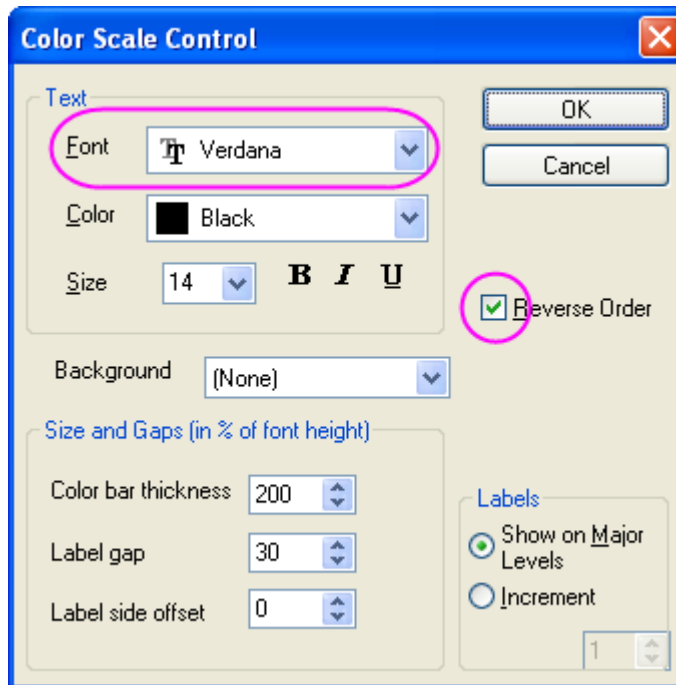 Color Scale Control
Text
Font Verdana
Color Black
Size 14 B I U
OK
Cancel
Reverse Order
Background (None)
Size and Gaps (in % of font height)
Color bar thickness 200
Label gap 30
Label side offset 0
Labels
Show on Major
Levels
Increment
1